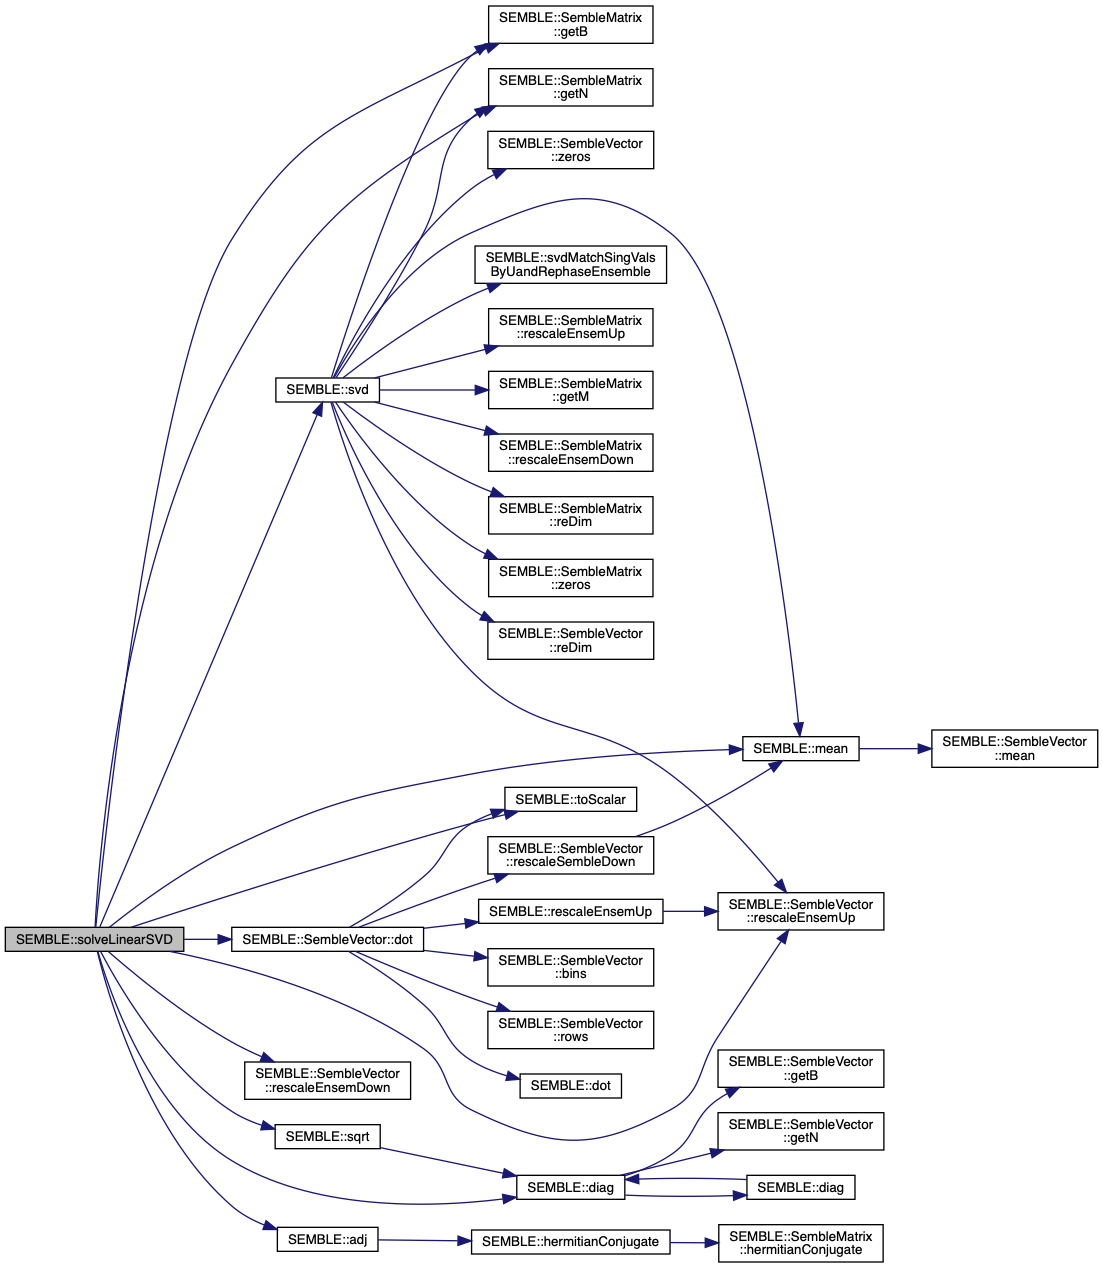 SEMBLE::SembleMatrix
::getB
SEMBLE::SembleMatrix
::getN
SEMBLE::SembleVector
::zeros
SEMBLE::svdMatchSingVals
ByUandRephaseEnsemble
SEMBLE::SembleMatrix
::rescaleEnsemUp
SEMBLE::svd
SEMBLE::SembleMatrix
::getM
SEMBLE::SembleMatrix
::rescaleEnsemDown
SEMBLE::SembleMatrix
::reDim
SEMBLE::SembleMatrix
::zeros
SEMBLE::SembleVector
::reDim
SEMBLE::mean
SEMBLE::SembleVector
::mean
SEMBLE::toScalar
SEMBLE::SembleVector
::rescaleSembleDown
SEMBLE::rescaleEnsemUp
SEMBLE::SembleVector
::rescaleEnsemUp
SEMBLE::solveLinearSVD
SEMBLE::SembleVector::dot
SEMBLE::SembleVector
::bins
SEMBLE::SembleVector
::rows
SEMBLE::SembleVector
::rescaleEnsemDown
SEMBLE::dot
SEMBLE::SembleVector
::getB
SEMBLE::sqrt
SEMBLE::SembleVector
::getN
SEMBLE::diag
SEMBLE::diag
SEMBLE::adj
SEMBLE::hermitianConjugate
SEMBLE::SembleMatrix
::hermitianConjugate